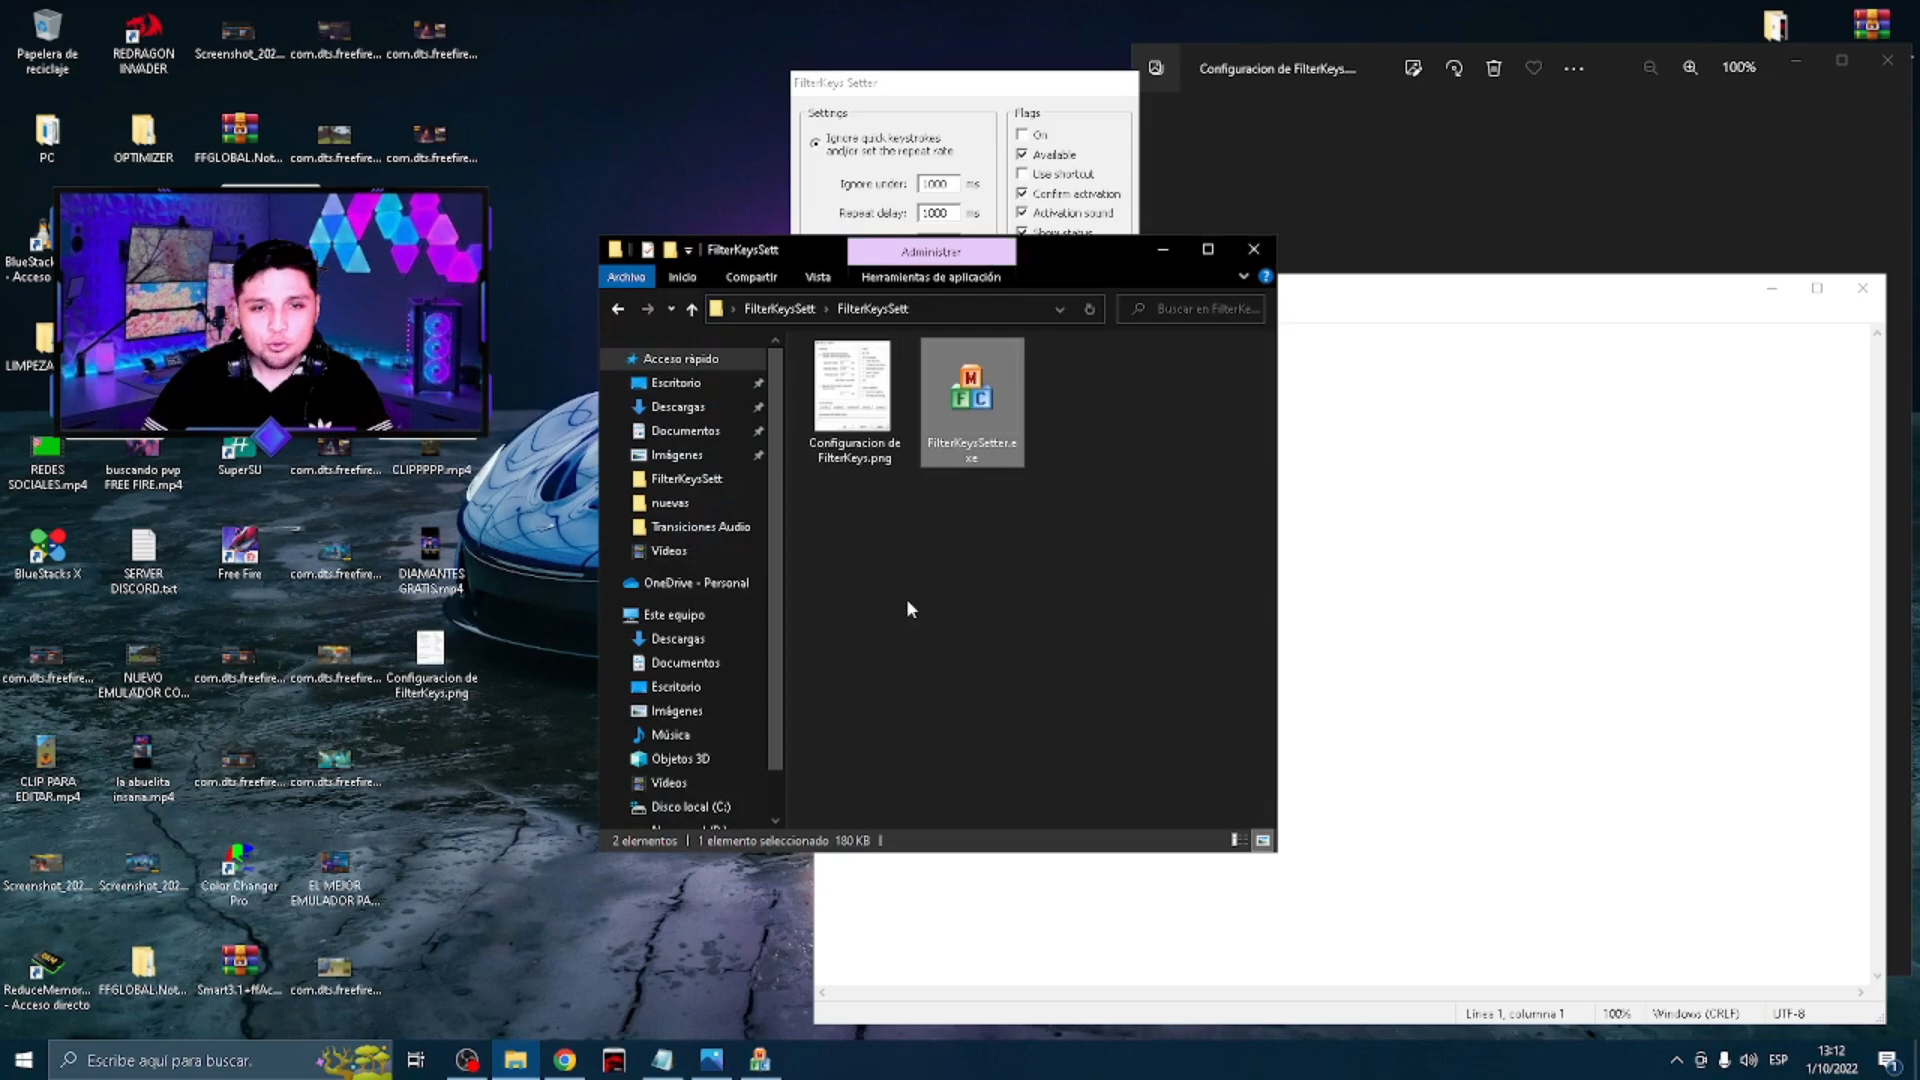 Papelera de
reciclaje
REDRAGON
INVADER
Screenshot_202...
com.dts.freefire...
com.dts.freefire...
PC
OPTIMIZER
FFGLOBAL.Not...
com.dts.freefire...
com.dts.freefire...
BlueStack
- Acceso
LIMPEZA
REDES
SOCIALES.mp4
buscando pvp
FREE FIRE.mp4
SuperSU
com.dts.freefire...
CLIPPPPP.mp4
BlueStacks X
SERVER
DISCORD.txt
Free Fire
com.dts.freefire...
DIAMANTES
GRATIS.mp4
com.dts.freefire...
NUEVO
EMULADOR CO...
com.dts.freefire...
com.dts.freefire...
Configuracion de
FilterKeys.png
CLIP PARA
EDITAR.mp4
la abuelita
insana.mp4
com.dts.freefire...
com.dts.freefire...
Screenshot_202...
Screenshot_202...
Color Changer
Pro
EL MEJOR
EMULADOR PA...
ReduceMemor...
- Acceso directo
FFGLOBAL.Not...
Smart3.1+ffAc...
com.dts.freefire...
FilterKeys Setter
Settings
Ignore quick keystrokes
and/or set the repeat rate
Ignore under: 1000 ms
Repeat delay: 1000 ms
Flags
On
Available
Use shortcut
Confirm activation
Activation sound
Show status
Configuracion de FilterKeys....
100%
FilterKeysSett
Administrar
Archivo
Inicio
Compartir
Vista
Herramientas de aplicación
FilterKeysSett
FilterKeysSett
Buscar en FilterKe...
Acceso rápido
Escritorio
Descargas
Documentos
Imágenes
FilterKeysSett
nuevas
Transiciones Audio
Vídeos
OneDrive - Personal
Este equipo
Descargas
Documentos
Escritorio
Imágenes
Música
Objetos 3D
Vídeos
Disco local (C:)
Configuracion de
FilterKeys.png
M
F C
FilterKeysSetter.e
xe
2 elementos
1 elemento seleccionado 180 KB
Línea 1, columna 1
100%
Windows (CRLF)
UTF-8
Escribe aquí para buscar.
ESP
13:12
1/10/2022
1